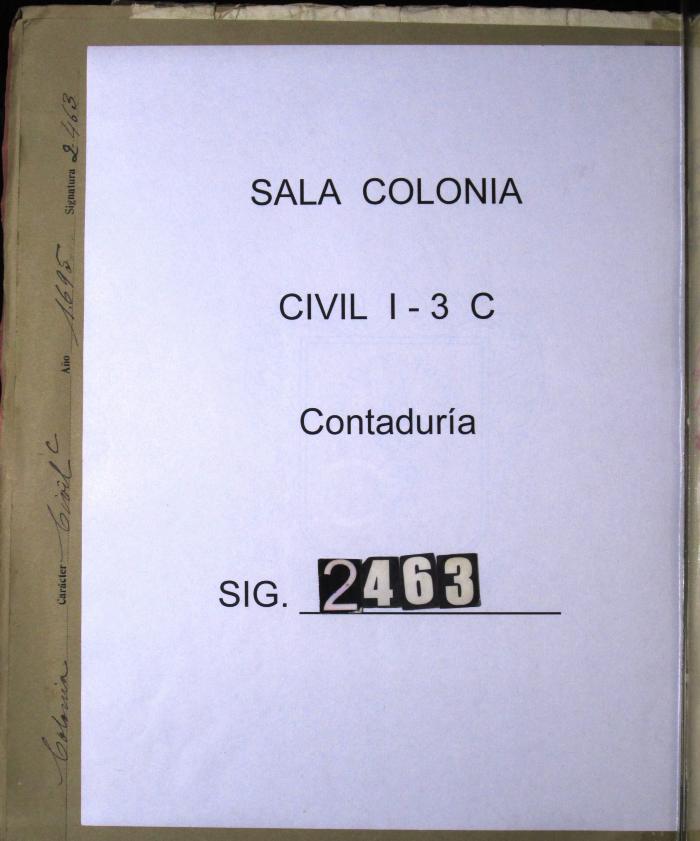 SALA COLONIA
CIVIL I - 3 C
Contaduría
SIG. 2463
Colonia Carácter Civil C Año 1695 Signatura 2463